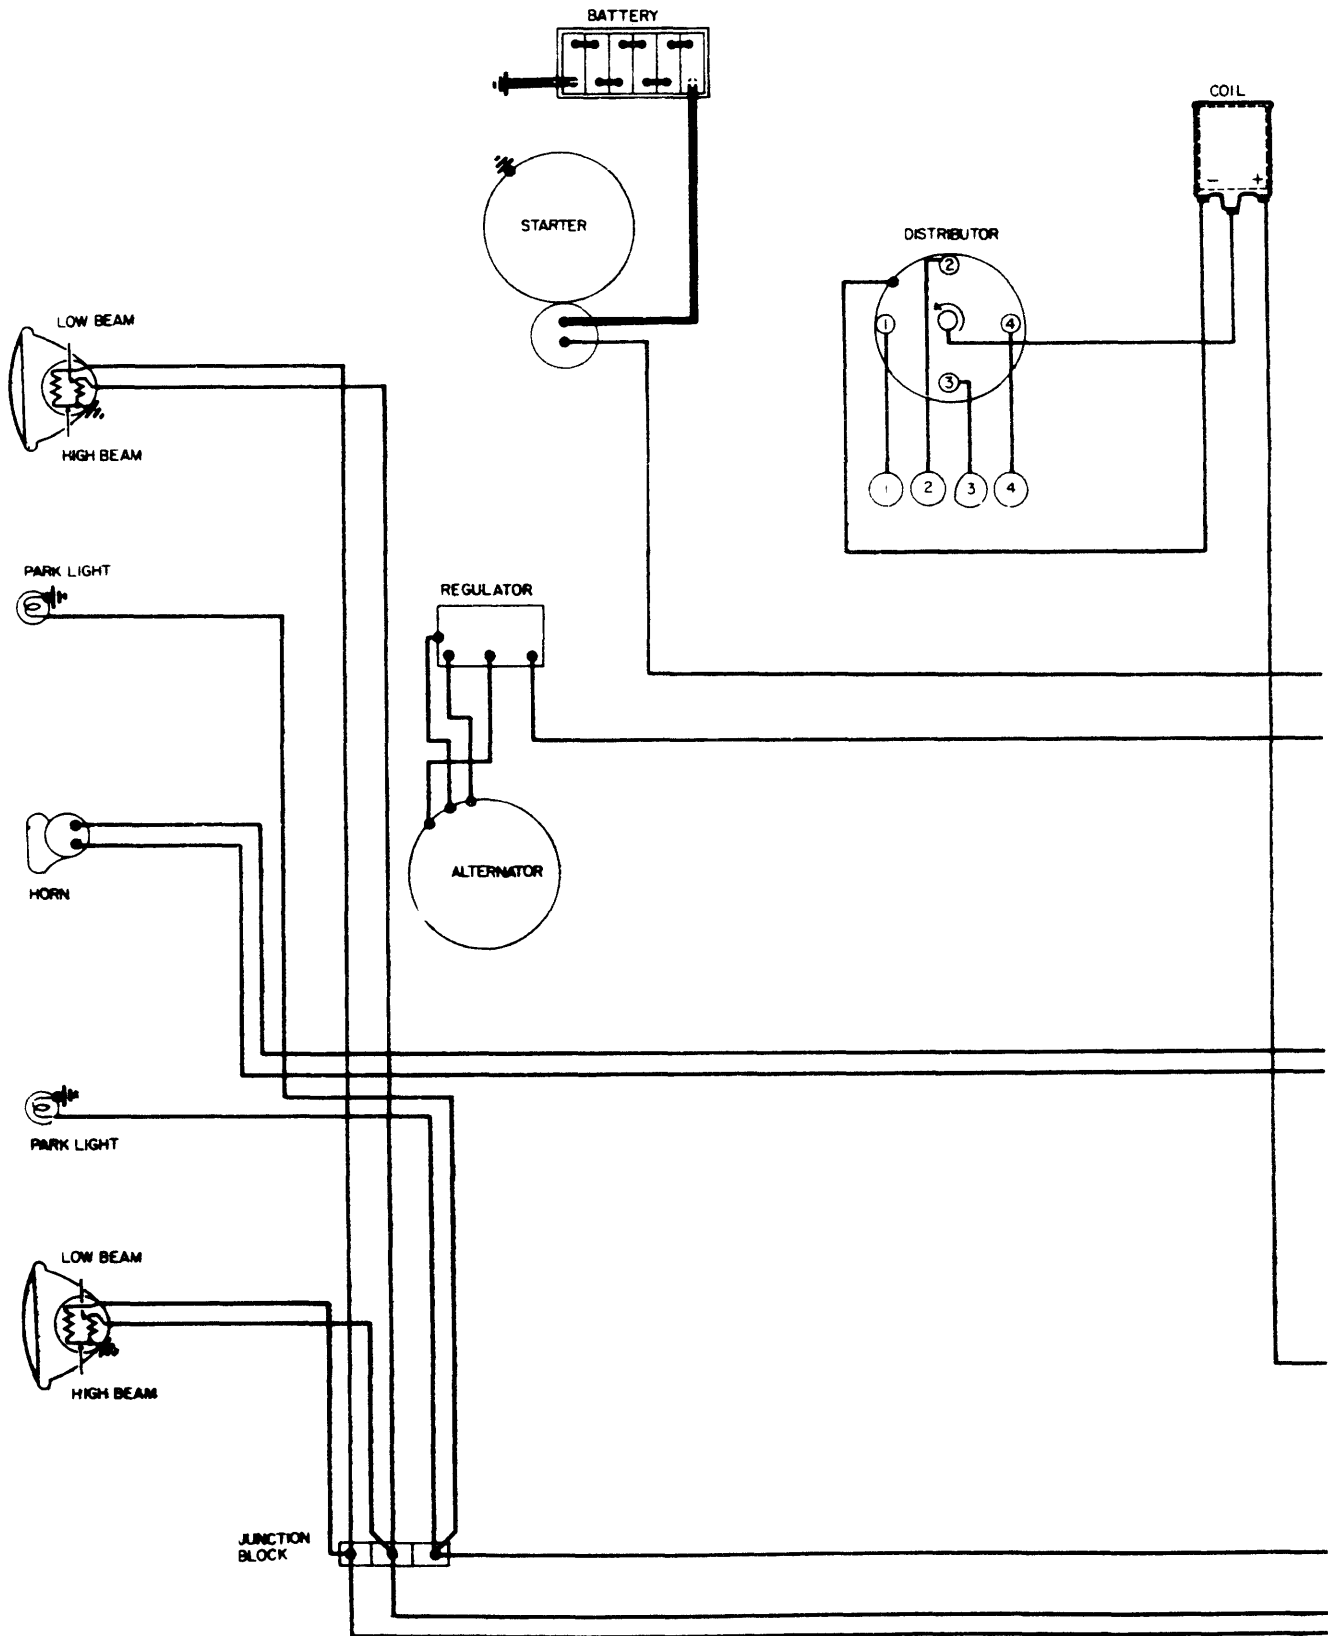 BATTERY
COIL
- +
STARTER
DISTRIBUTOR
2
1
4
3
1 2 3 4
LOW BEAM
HIGH BEAM
PARK LIGHT
REGULATOR
ALTERNATOR
HORN
PARK LIGHT
LOW BEAM
HIGH BEAM
JUNCTION
BLOCK